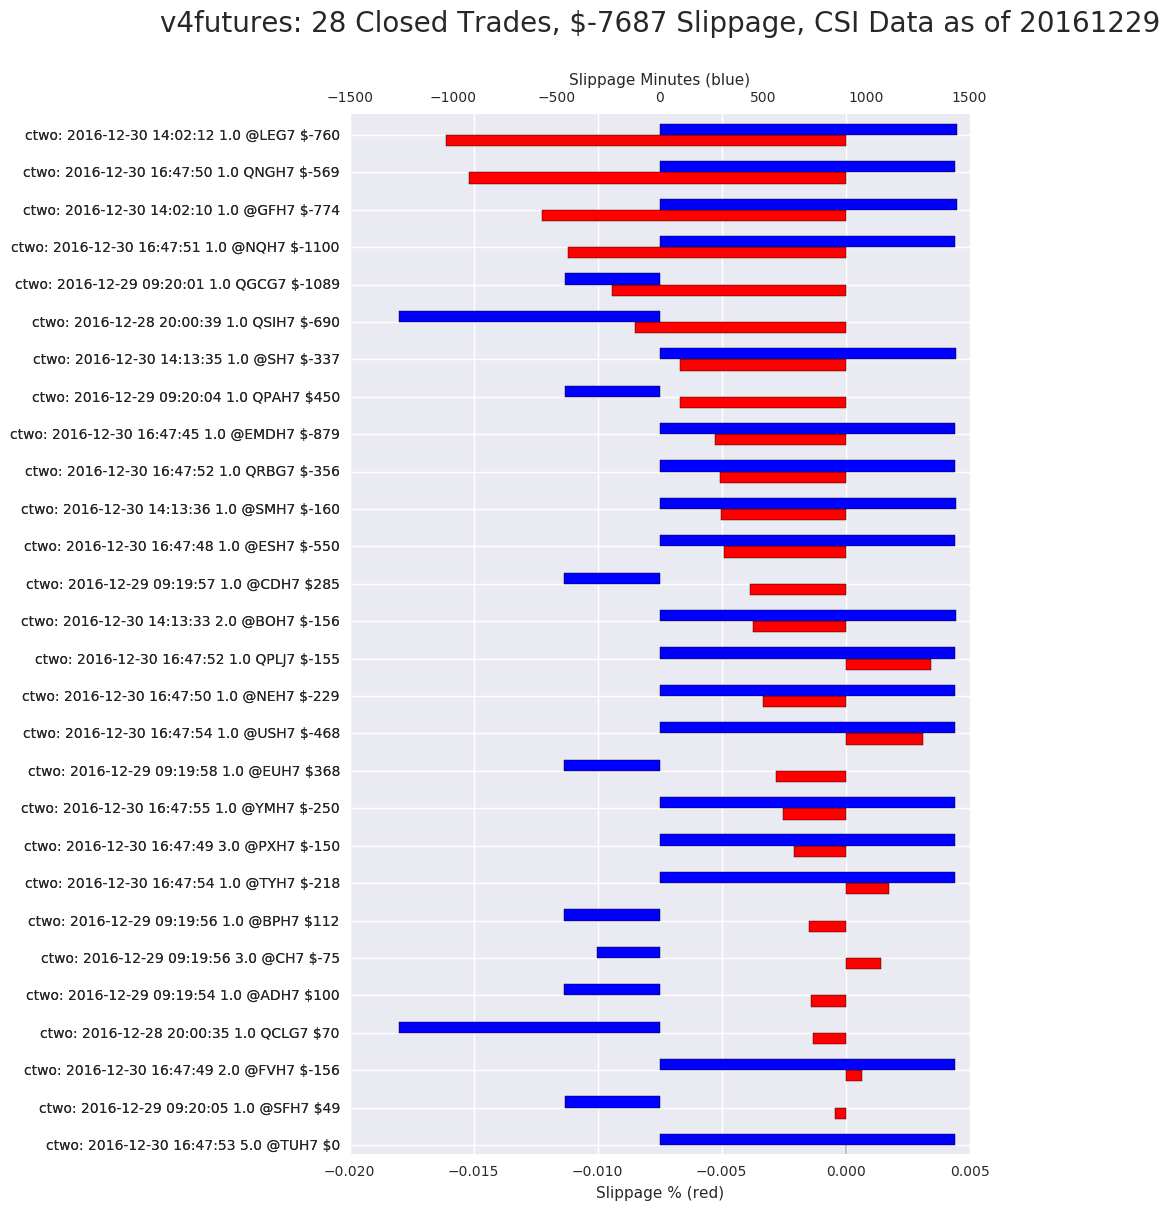 v4futures: 28 Closed Trades, $-7687 Slippage, CSI Data as of 20161229
Slippage Minutes (blue)
−1500 −1000 −500 0 500 1000 1500
ctwo: 2016-12-30 14:02:12 1.0 @LEG7 $-760
ctwo: 2016-12-30 16:47:50 1.0 QNGH7 $-569
ctwo: 2016-12-30 14:02:10 1.0 @GFH7 $-774
ctwo: 2016-12-30 16:47:51 1.0 @NQH7 $-1100
ctwo: 2016-12-29 09:20:01 1.0 QGCG7 $-1089
ctwo: 2016-12-28 20:00:39 1.0 QSIH7 $-690
ctwo: 2016-12-30 14:13:35 1.0 @SH7 $-337
ctwo: 2016-12-29 09:20:04 1.0 QPAH7 $450
ctwo: 2016-12-30 16:47:45 1.0 @EMDH7 $-879
ctwo: 2016-12-30 16:47:52 1.0 QRBG7 $-356
ctwo: 2016-12-30 14:13:36 1.0 @SMH7 $-160
ctwo: 2016-12-30 16:47:48 1.0 @ESH7 $-550
ctwo: 2016-12-29 09:19:57 1.0 @CDH7 $285
ctwo: 2016-12-30 14:13:33 2.0 @BOH7 $-156
ctwo: 2016-12-30 16:47:52 1.0 QPLJ7 $-155
ctwo: 2016-12-30 16:47:50 1.0 @NEH7 $-229
ctwo: 2016-12-30 16:47:54 1.0 @USH7 $-468
ctwo: 2016-12-29 09:19:58 1.0 @EUH7 $368
ctwo: 2016-12-30 16:47:55 1.0 @YMH7 $-250
ctwo: 2016-12-30 16:47:49 3.0 @PXH7 $-150
ctwo: 2016-12-30 16:47:54 1.0 @TYH7 $-218
ctwo: 2016-12-29 09:19:56 1.0 @BPH7 $112
ctwo: 2016-12-29 09:19:56 3.0 @CH7 $-75
ctwo: 2016-12-29 09:19:54 1.0 @ADH7 $100
ctwo: 2016-12-28 20:00:35 1.0 QCLG7 $70
ctwo: 2016-12-30 16:47:49 2.0 @FVH7 $-156
ctwo: 2016-12-29 09:20:05 1.0 @SFH7 $49
ctwo: 2016-12-30 16:47:53 5.0 @TUH7 $0
−0.020 −0.015 −0.010 −0.005 0.000 0.005
Slippage % (red)